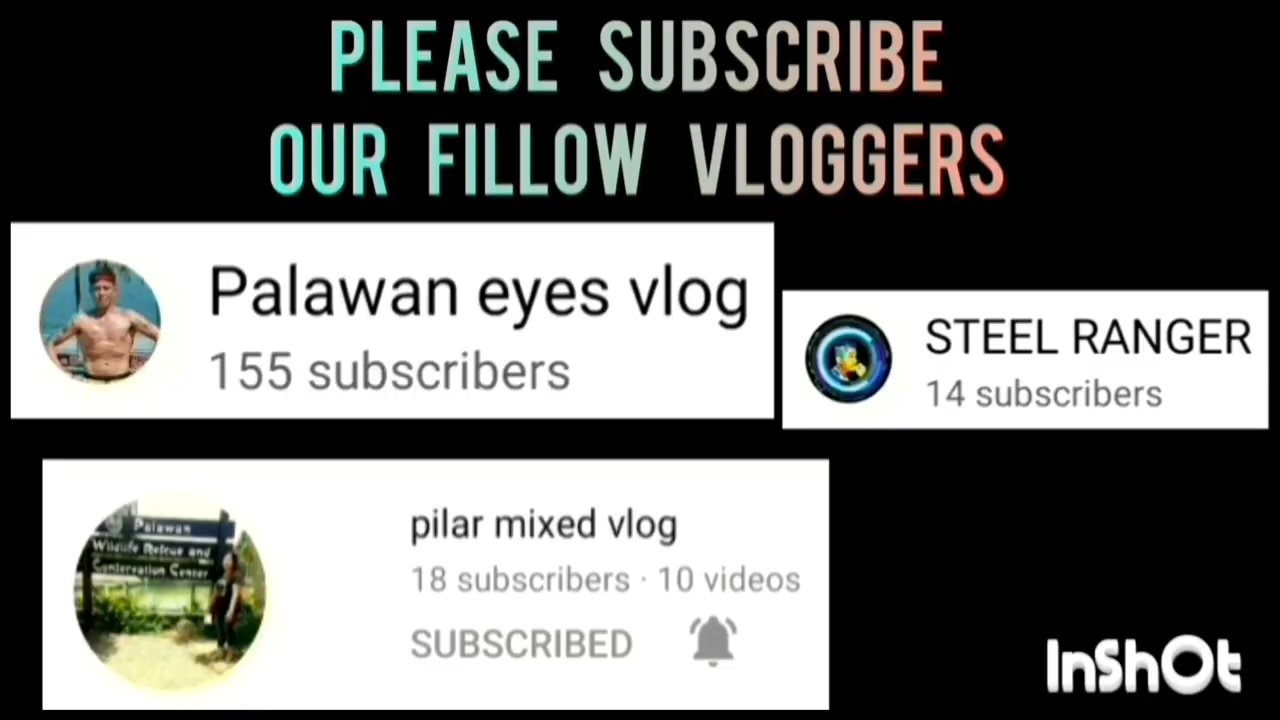 PLEASE SUBSCRIBE
OUR FILLOW VLOGGERS
Palawan eyes vlog
155 subscribers
STEEL RANGER
14 subscribers
Palawan
Wildlife Rescue and
Conservation Center
pilar mixed vlog
18 subscribers · 10 videos
SUBSCRIBED
InShOt